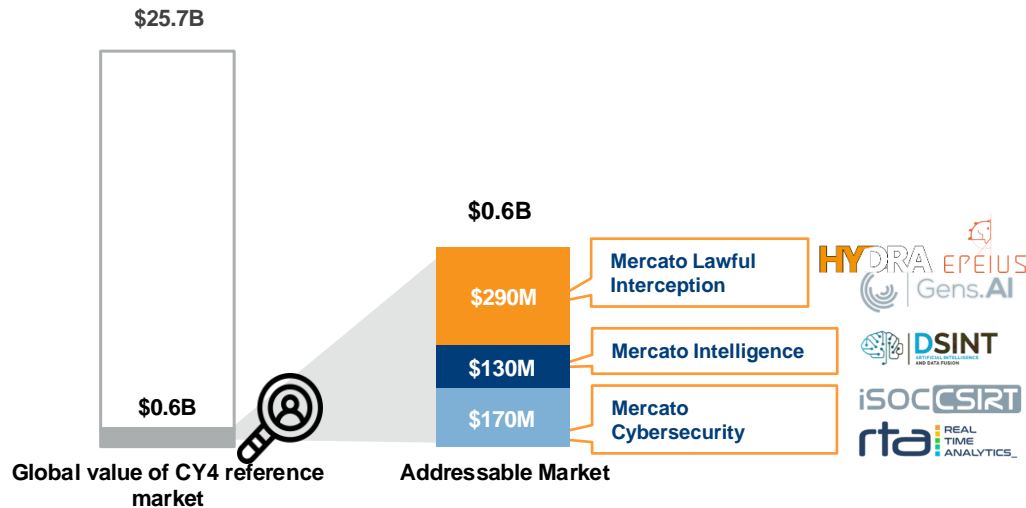 $25.7B
$0.6B
Global value of CY4 reference
market
$0.6B
$290M
$130M
$170M
Addressable Market
Mercato Lawful
Interception
Mercato Intelligence
Mercato
Cybersecurity
HYDRA
EPEIUS
Gens.AI
DSINT
ARTIFICIAL INTELLIGENCE
AND DATA FUSION
iSOC CSIRT
rta
REAL
TIME
ANALYTICS_